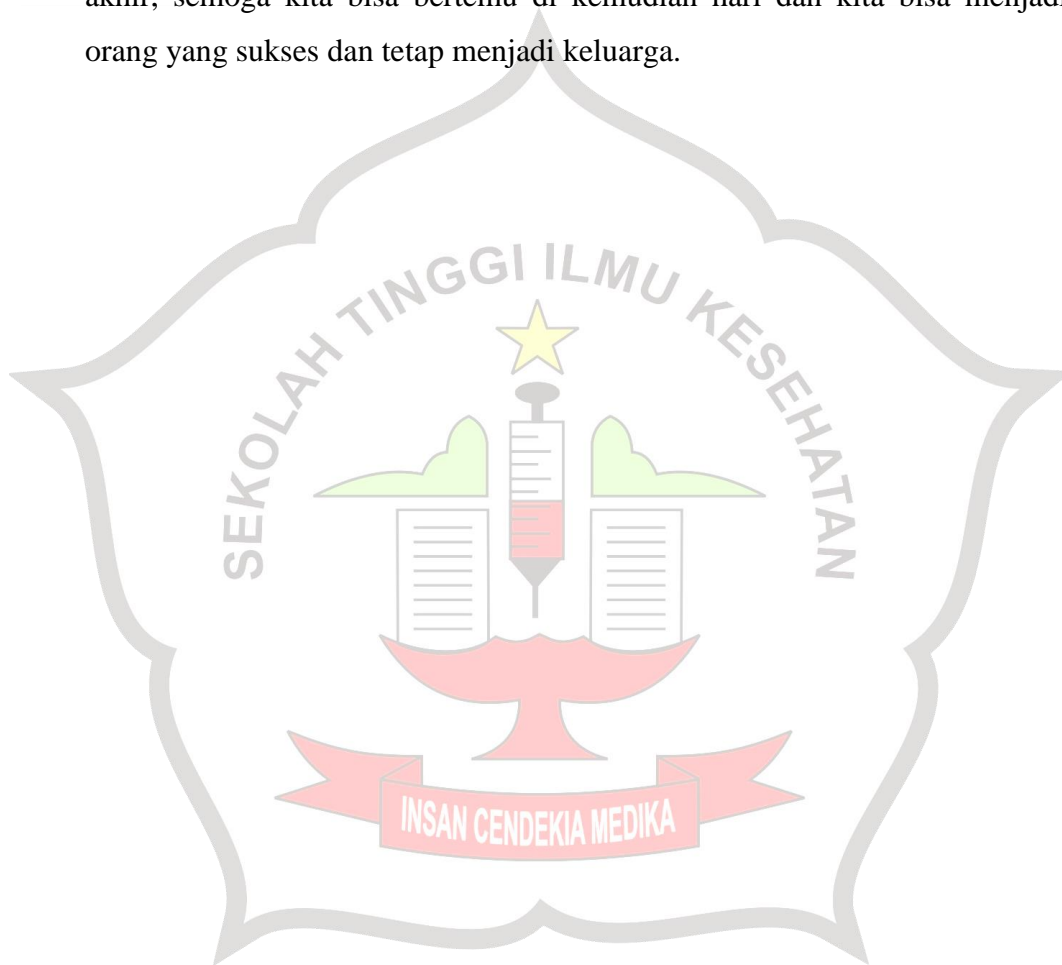 akhir, semoga kita bisa bertemu di kemudian hari dan kita bisa menjadi
orang yang sukses dan tetap menjadi keluarga.
SEKOLAH TINGGI ILMU KESEHATAN
INSAN CENDEKIA MEDIKA